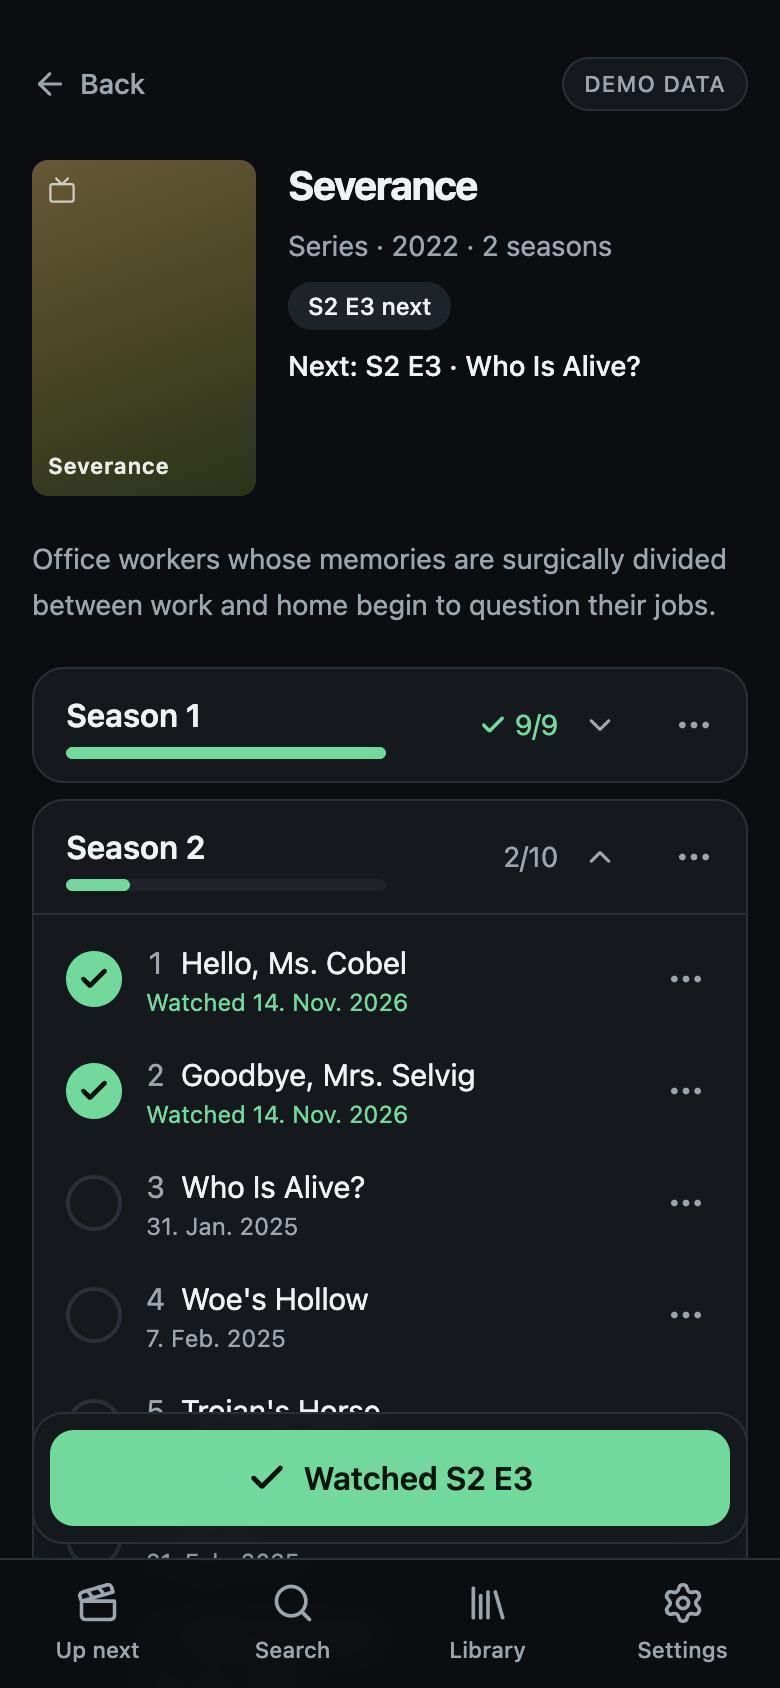 Back
DEMO DATA
Severance
Series · 2022 · 2 seasons
S2 E3 next
Next: S2 E3 · Who Is Alive?
Severance
Office workers whose memories are surgically divided
between work and home begin to question their jobs.
Season 1
9/9
Season 2
2/10
1 Hello, Ms. Cobel
Watched 14. Nov. 2026
2 Goodbye, Mrs. Selvig
Watched 14. Nov. 2026
3 Who Is Alive?
31. Jan. 2025
4 Woe's Hollow
7. Feb. 2025
5 Trojan's Horse
Watched S2 E3
Up next
Search
Library
Settings